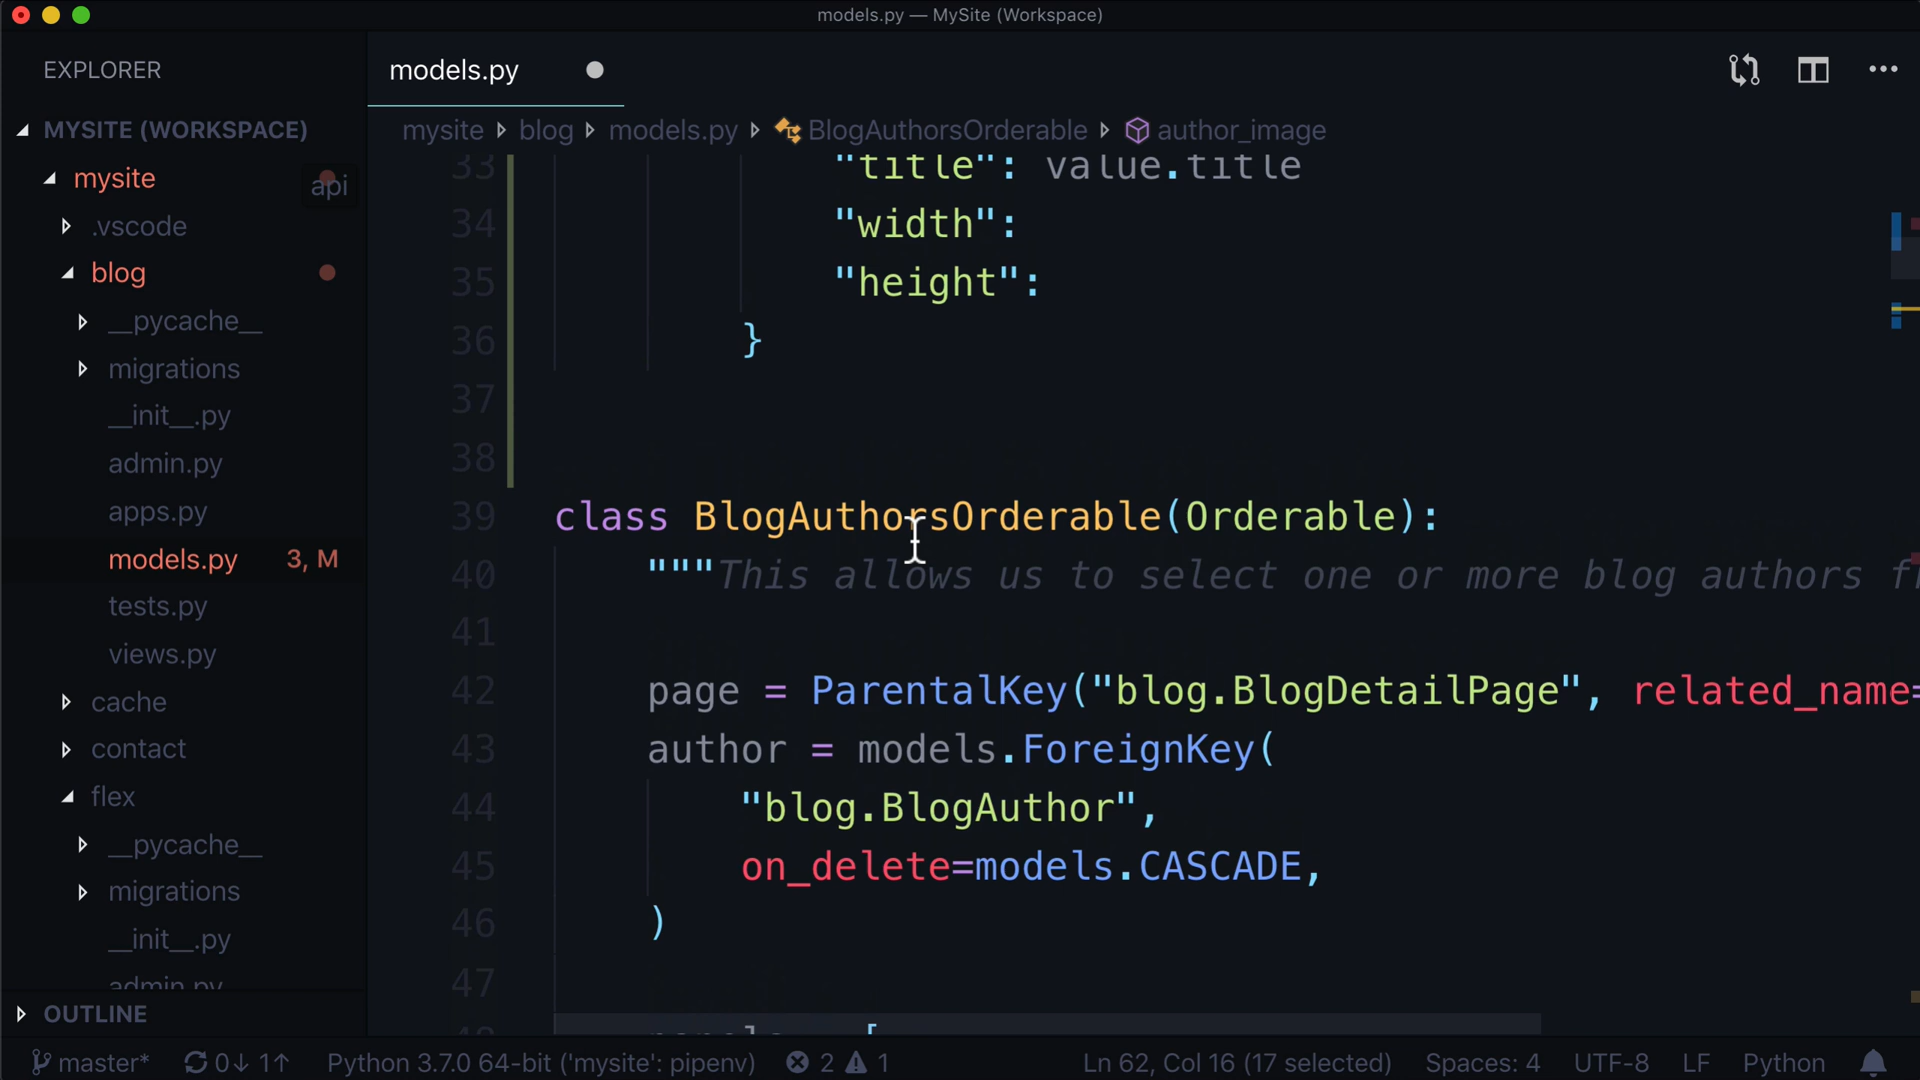 models.py — MySite (Workspace)
EXPLORER
models.py
MYSITE (WORKSPACE)
mysite
api
.vscode
blog
__pycache__
migrations
__init__.py
admin.py
apps.py
models.py 3, M
tests.py
views.py
cache
contact
flex
__pycache__
migrations
__init__.py
admin.py
OUTLINE
mysite blog models.py BlogAuthorsOrderable author_image
33 "title": value.title
34 "width":
35 "height":
36 }
37
38
39 class BlogAuthorsOrderable(Orderable):
40 """This allows us to select one or more blog authors
41
42 page = ParentalKey("blog.BlogDetailPage", related_name=
43 author = models.ForeignKey(
44 "blog.BlogAuthor",
45 on_delete=models.CASCADE,
46 )
47
48 panels = [
master* 0↓ 1↑ Python 3.7.0 64-bit ('mysite': pipenv) 2 1 Ln 62, Col 16 (17 selected) Spaces: 4 UTF-8 LF Python